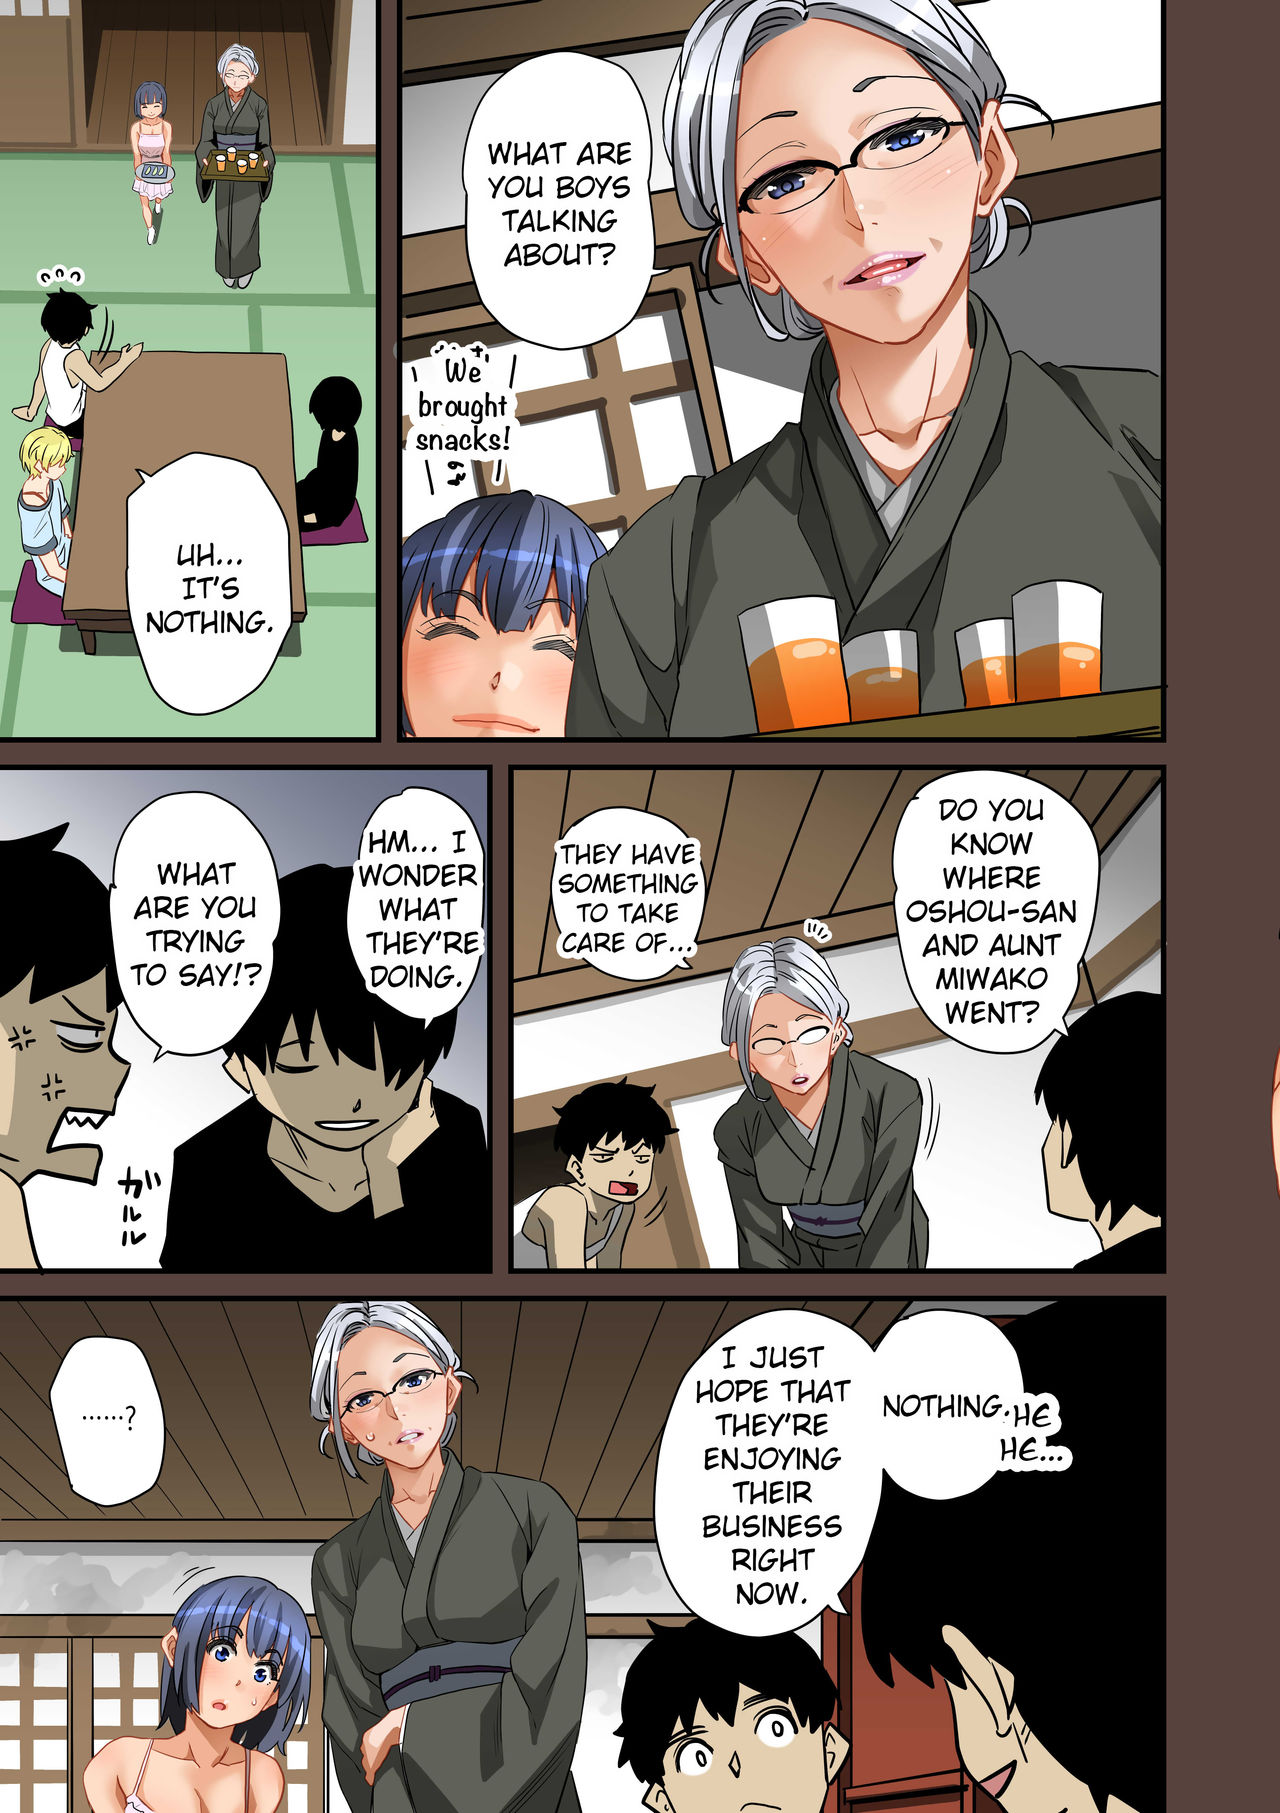 WHAT ARE
YOU BOYS
TALKING
ABOUT?
We
brought
snacks!
UH...
IT'S
NOTHING.
DO YOU
KNOW
WHERE
OSHOU-SAN
AND AUNT
MIWAKO
WENT?
THEY HAVE
SOMETHING
TO TAKE
CARE OF...
HM... I
WONDER
WHAT
THEY'RE
DOING.
WHAT
ARE YOU
TRYING
TO SAY!?
ガルルル
NOTHING.
HE
HE...
I JUST
HOPE THAT
THEY'RE
ENJOYING
THEIR
BUSINESS
RIGHT
NOW.
......?